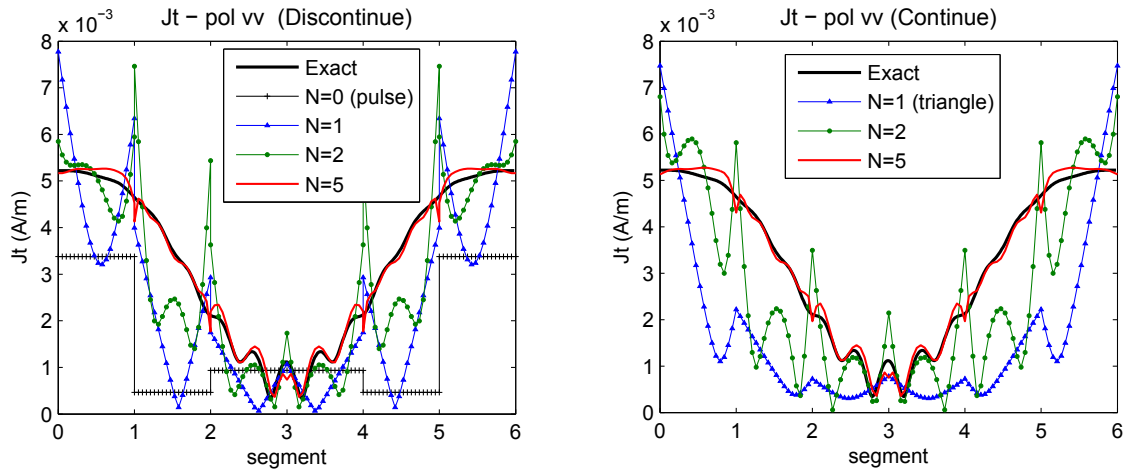 x 10⁻³
Jt − pol vv (Discontinue)
8
7
6
5
4
3
2
1
0
Jt (A/m)
Exact
N=0 (pulse)
N=1
N=2
N=5
0 1 2 3 4 5 6
segment
x 10⁻³
Jt − pol vv (Continue)
8
7
6
5
4
3
2
1
0
Jt (A/m)
Exact
N=1 (triangle)
N=2
N=5
0 1 2 3 4 5 6
segment